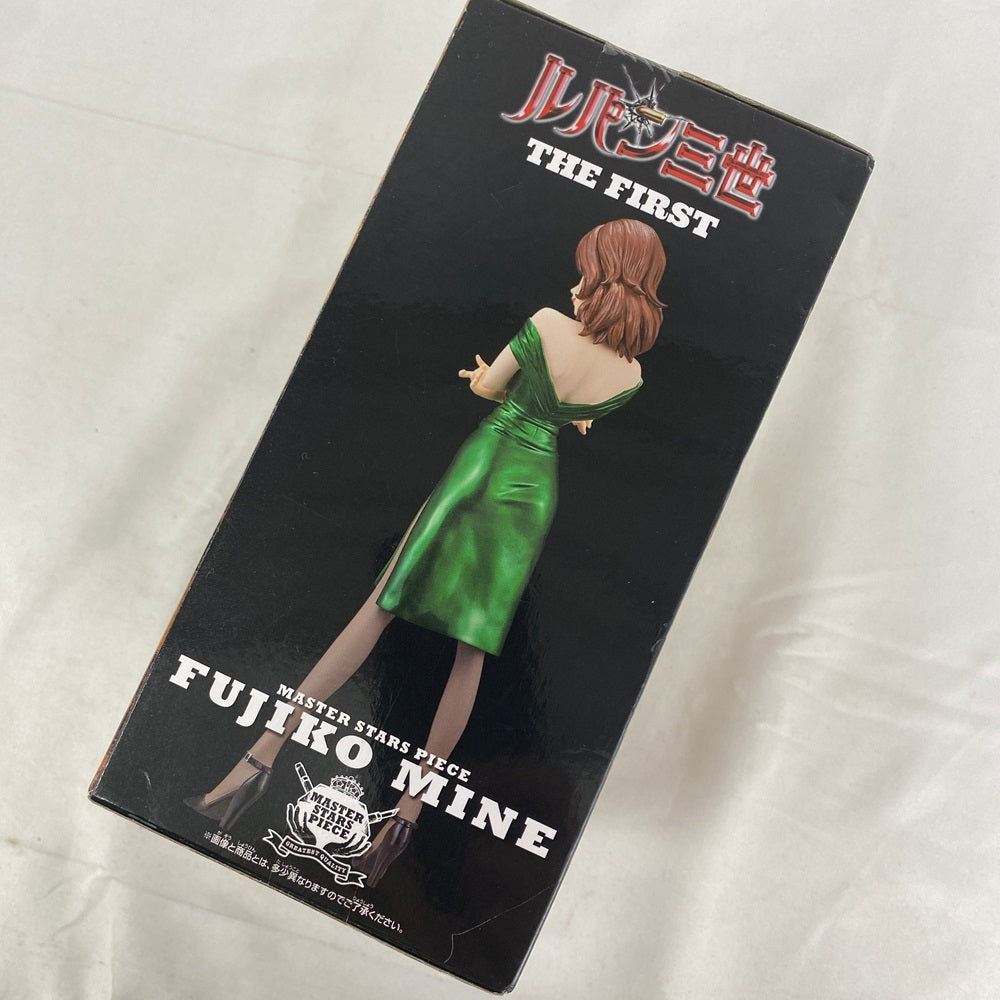 ルパン三世
THE FIRST
MASTER STARS PIECE
FUJIKO MINE
MASTER
STARS
PIECE
GREATEST QUALITY
※画像と商品とは、多少異なりますのでご了承ください。